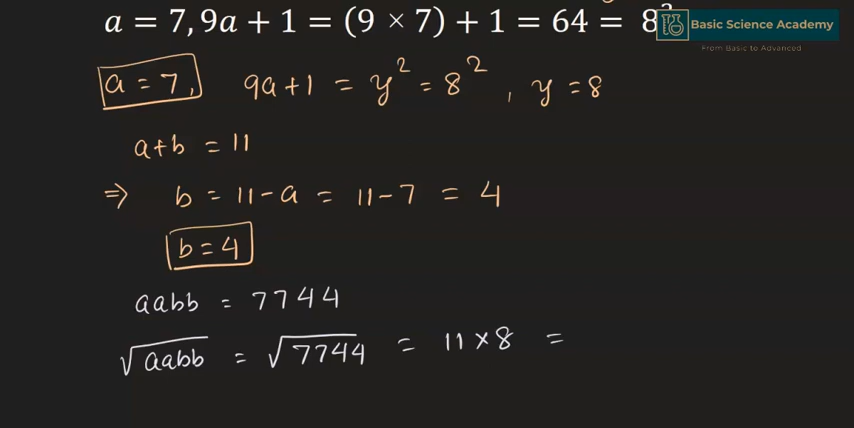 a = 7, 9a + 1 = (9 × 7) + 1 = 64 = 8²
Basic Science Academy
From Basic to Advanced
a = 7, 9a+1 = y² = 8², y = 8
a+b = 11
⇒ b = 11-a = 11-7 = 4
b = 4
aabb = 7744
√aabb = √7744 = 11×8 =